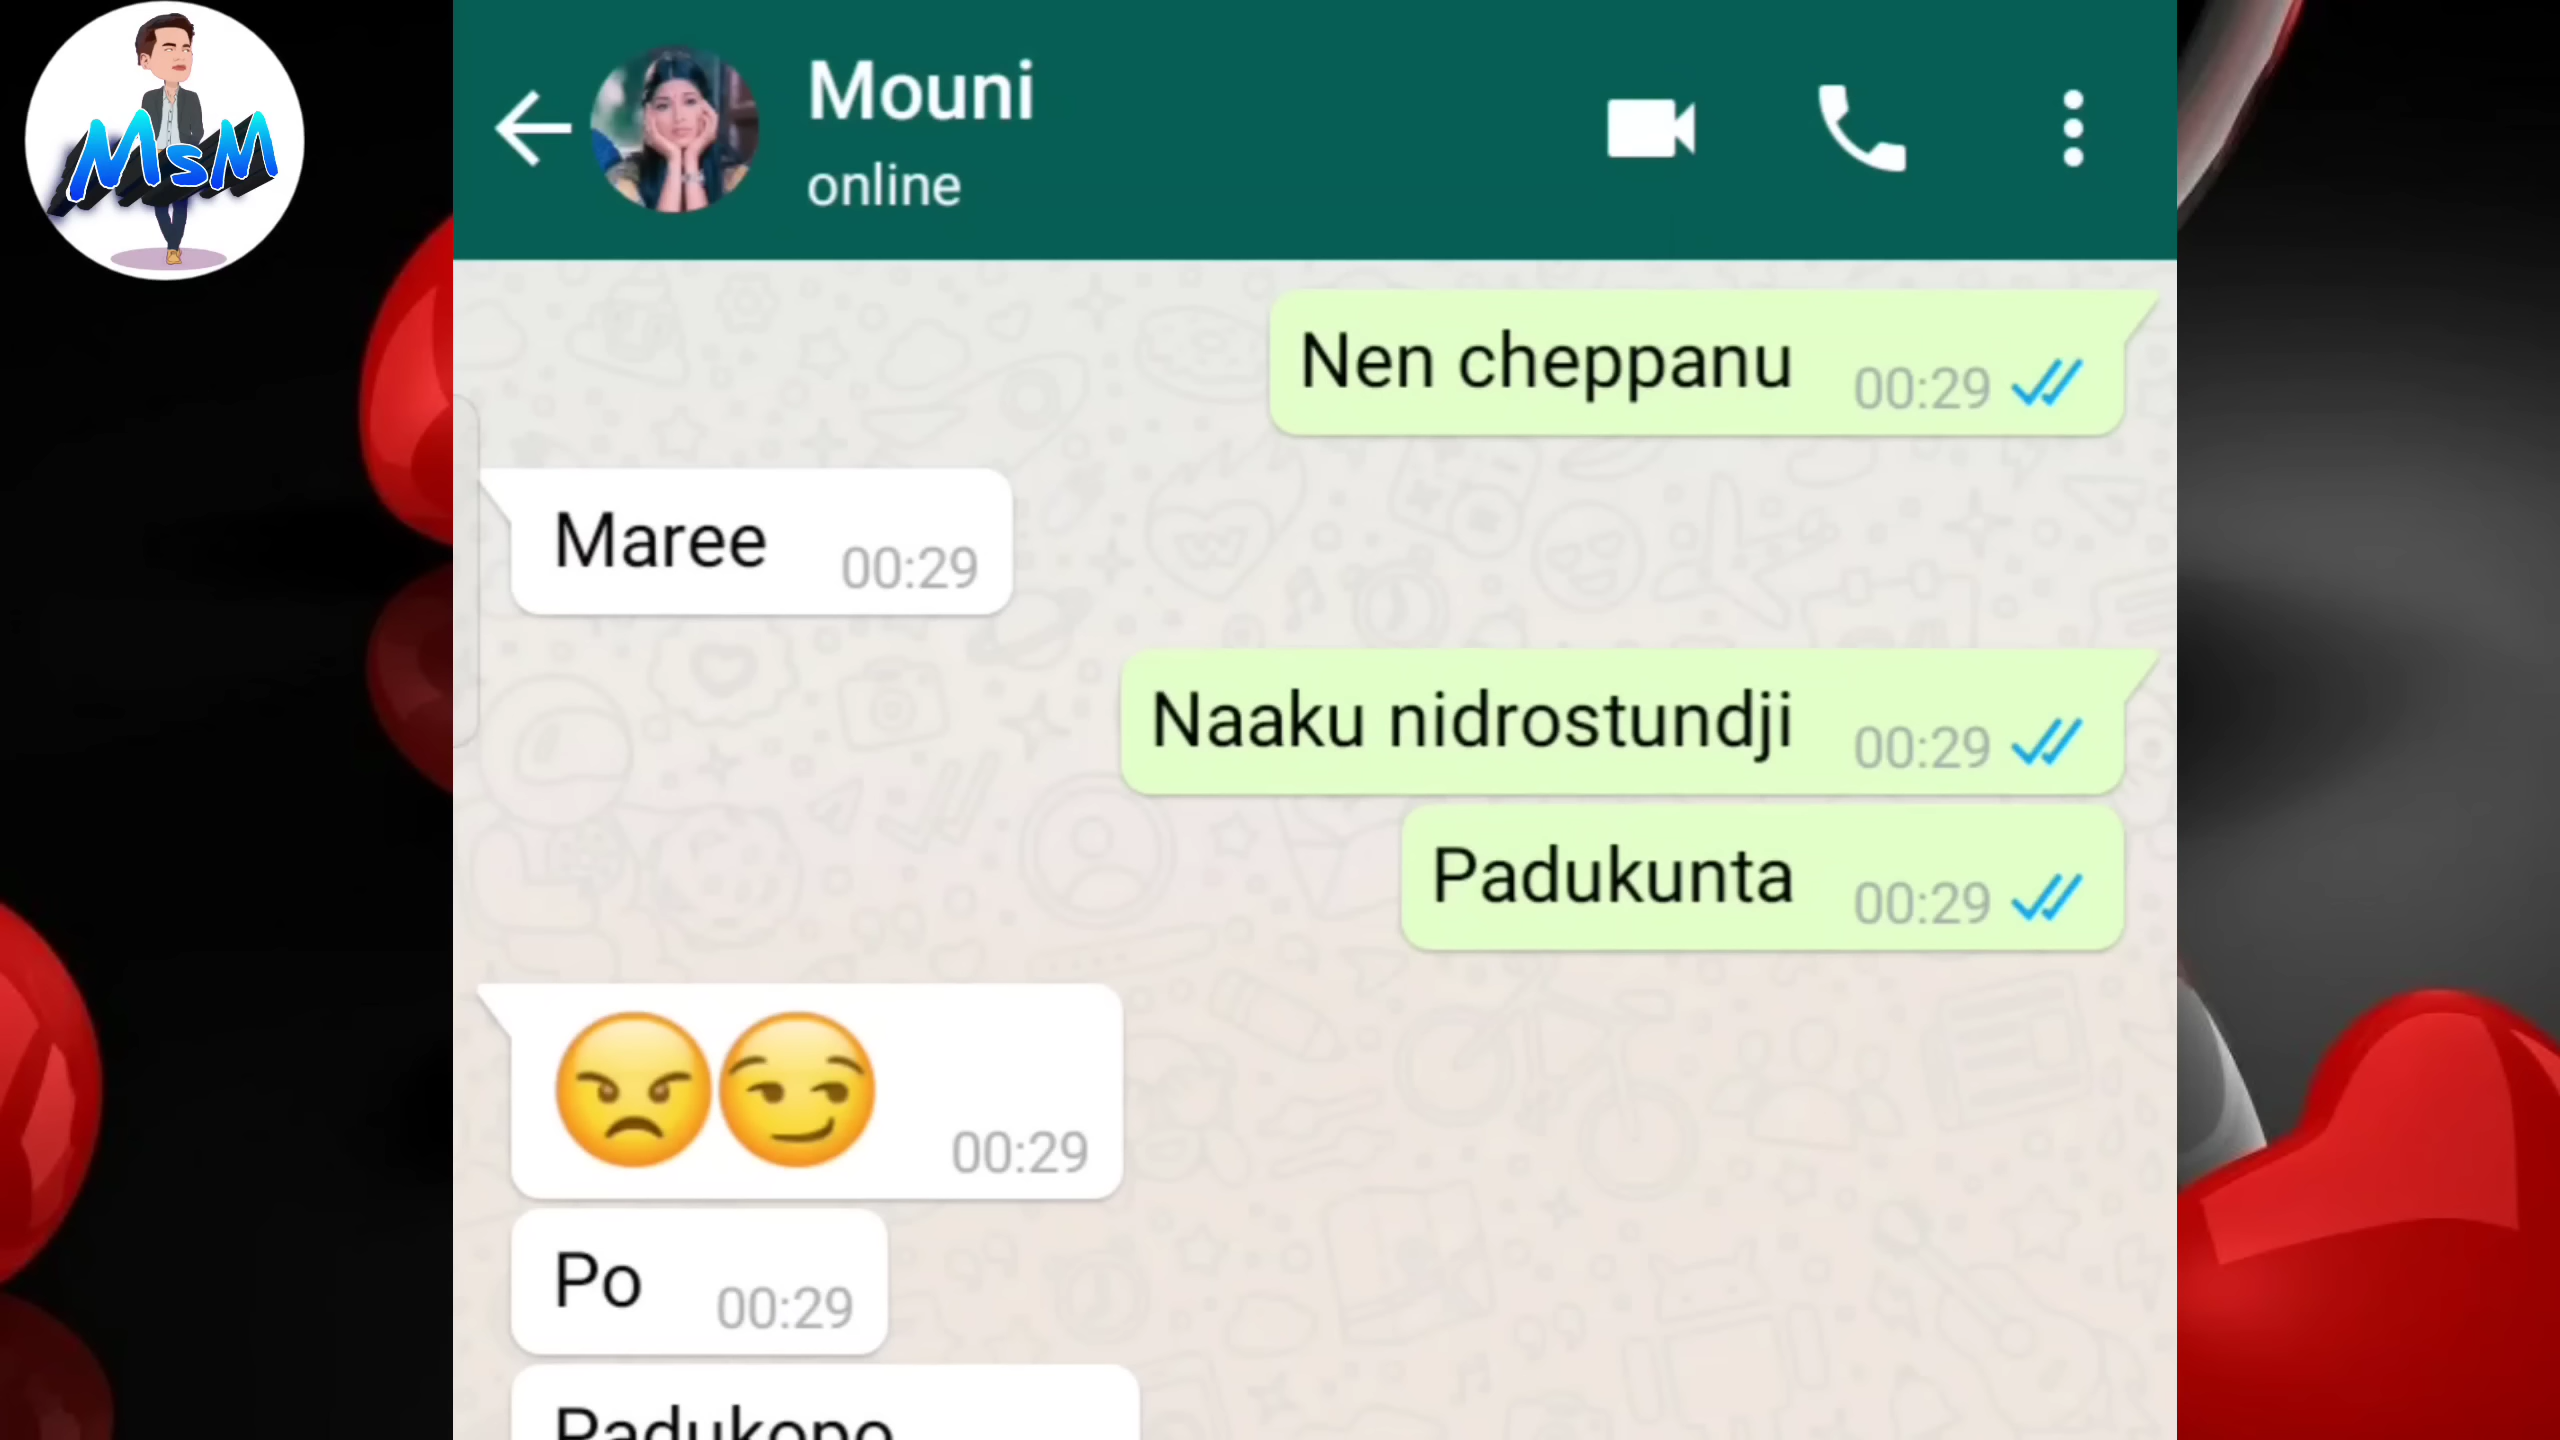 MsM
Mouni
online
Nen cheppanu 00:29
Maree 00:29
Naaku nidrostundji 00:29
Padukunta 00:29
😠😏 00:29
Po 00:29
Padukopo